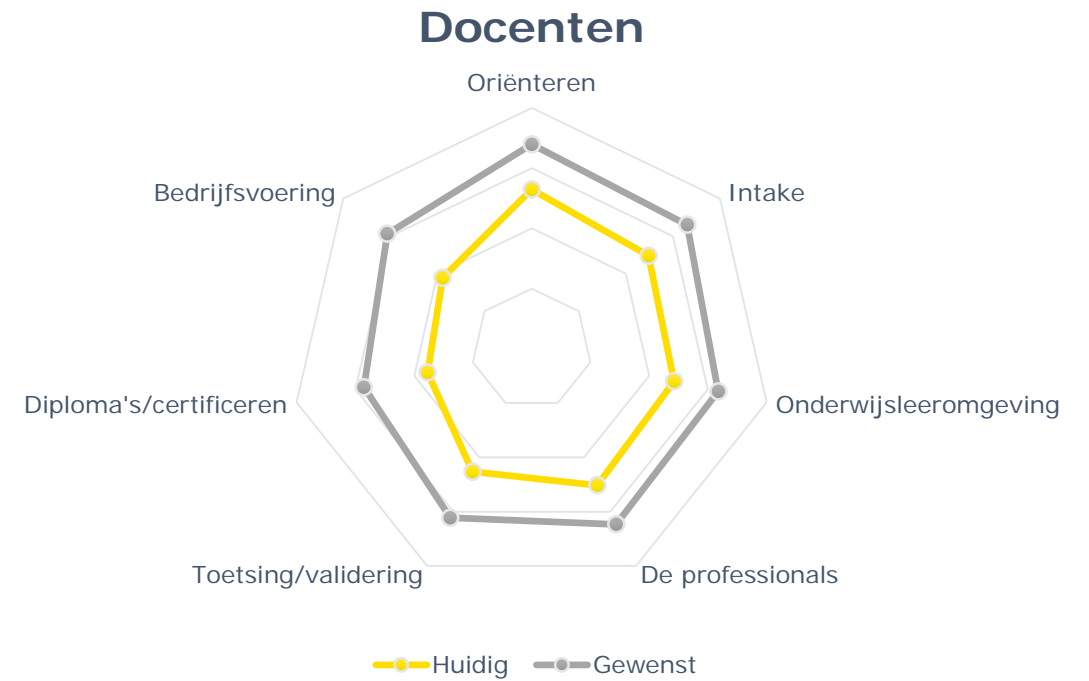 Docenten
Oriënteren
Bedrijfsvoering
Intake
Diploma's/certificeren
Onderwijsleeromgeving
Toetsing/validering
De professionals
Huidig
Gewenst